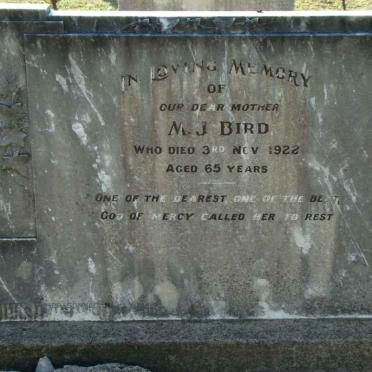 IN LOVING MEMORY
OF
OUR DEAR MOTHER
M. J. BIRD
WHO DIED 3RD NOV 1922
AGED 65 YEARS
ONE OF THE DEAREST ONE OF THE BEST
GOD OF MERCY CALLED HER TO REST